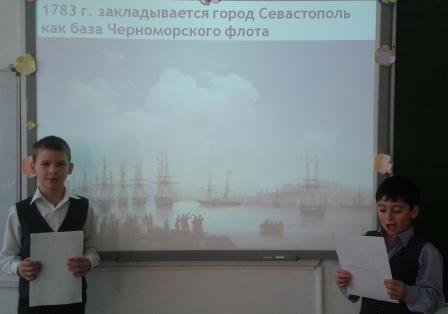 1783 г. закладывается город Севастополь
как база Черноморского флота